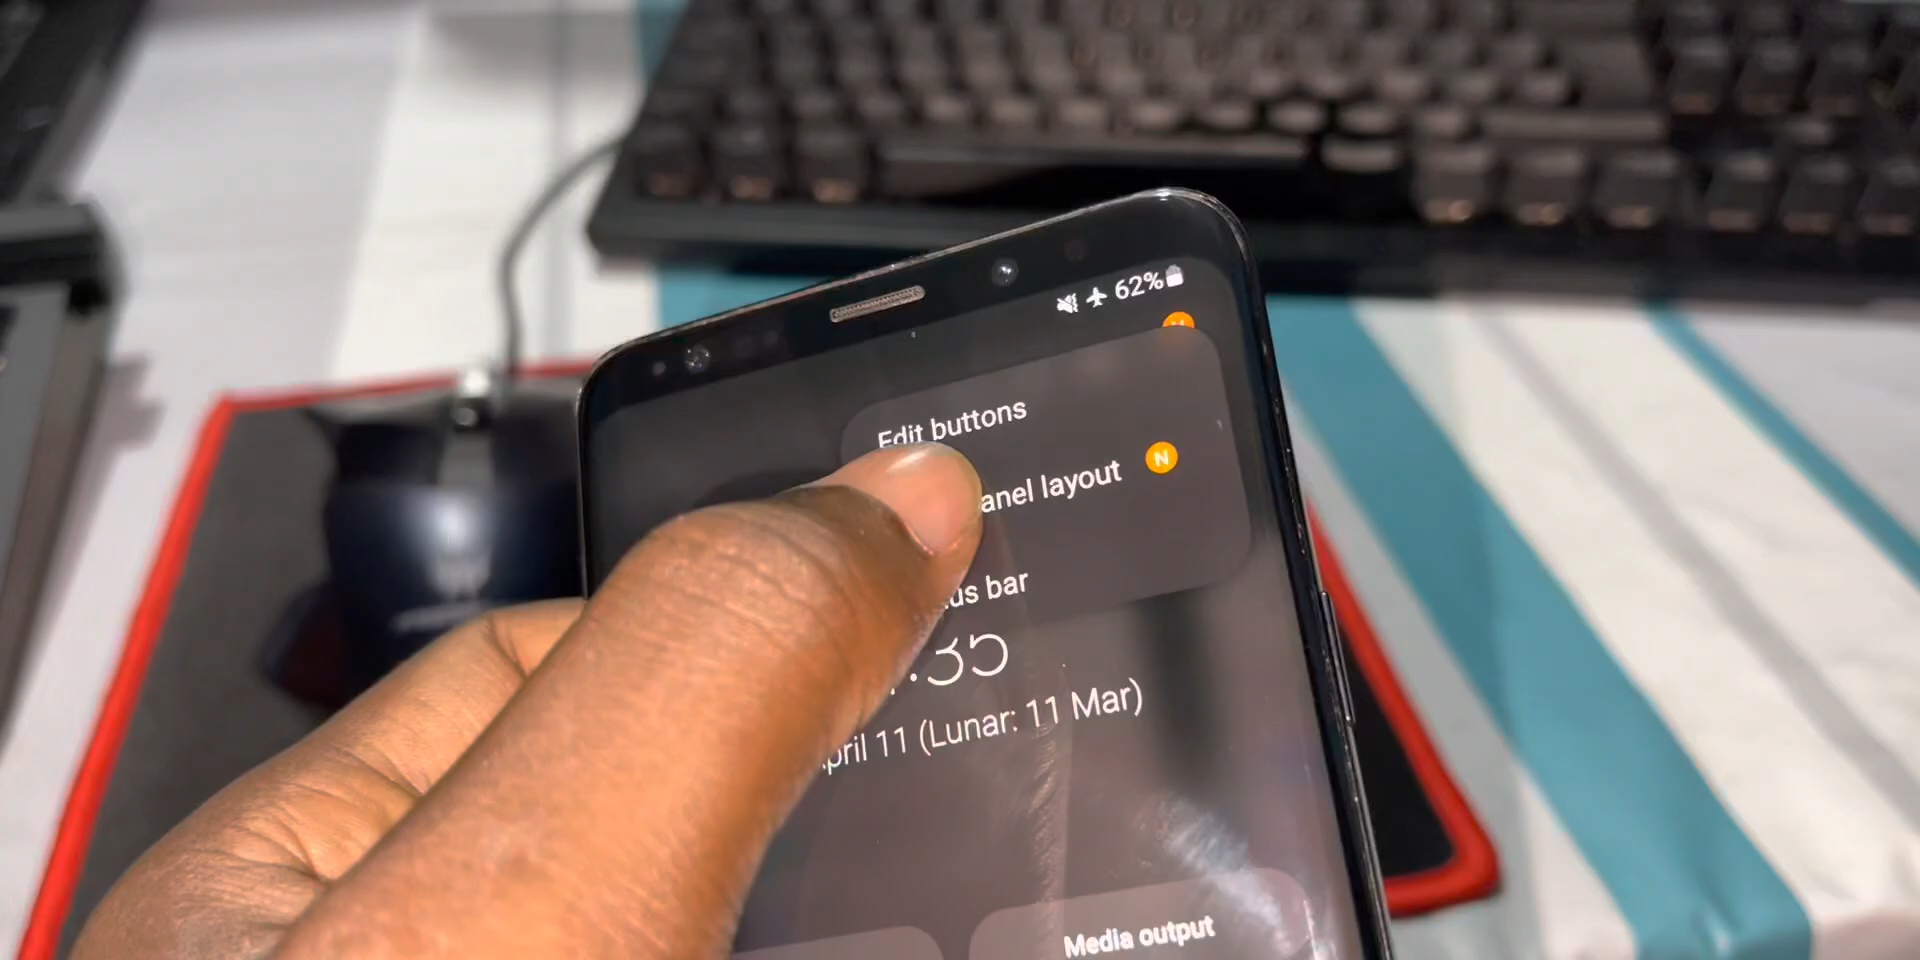 62%
Edit buttons
anel layout N
us bar
:35
pril 11 (Lunar: 11 Mar)
Media output